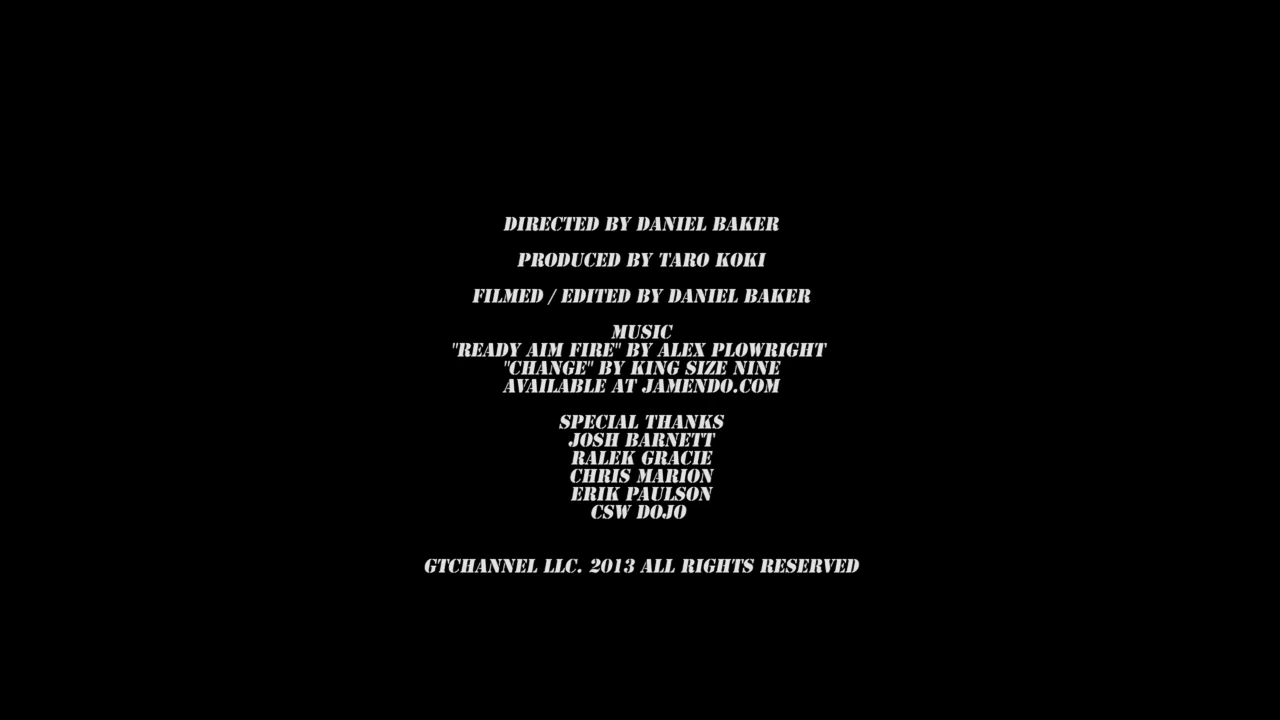 DIRECTED BY DANIEL BAKER
PRODUCED BY TARO KOKI
FILMED / EDITED BY DANIEL BAKER
MUSIC
"READY AIM FIRE" BY ALEX PLOWRIGHT
"CHANGE" BY KING SIZE NINE
AVAILABLE AT JAMENDO.COM
SPECIAL THANKS
JOSH BARNETT
RALEK GRACIE
CHRIS MARION
ERIK PAULSON
CSW DOJO
GTCHANNEL LLC. 2013 ALL RIGHTS RESERVED